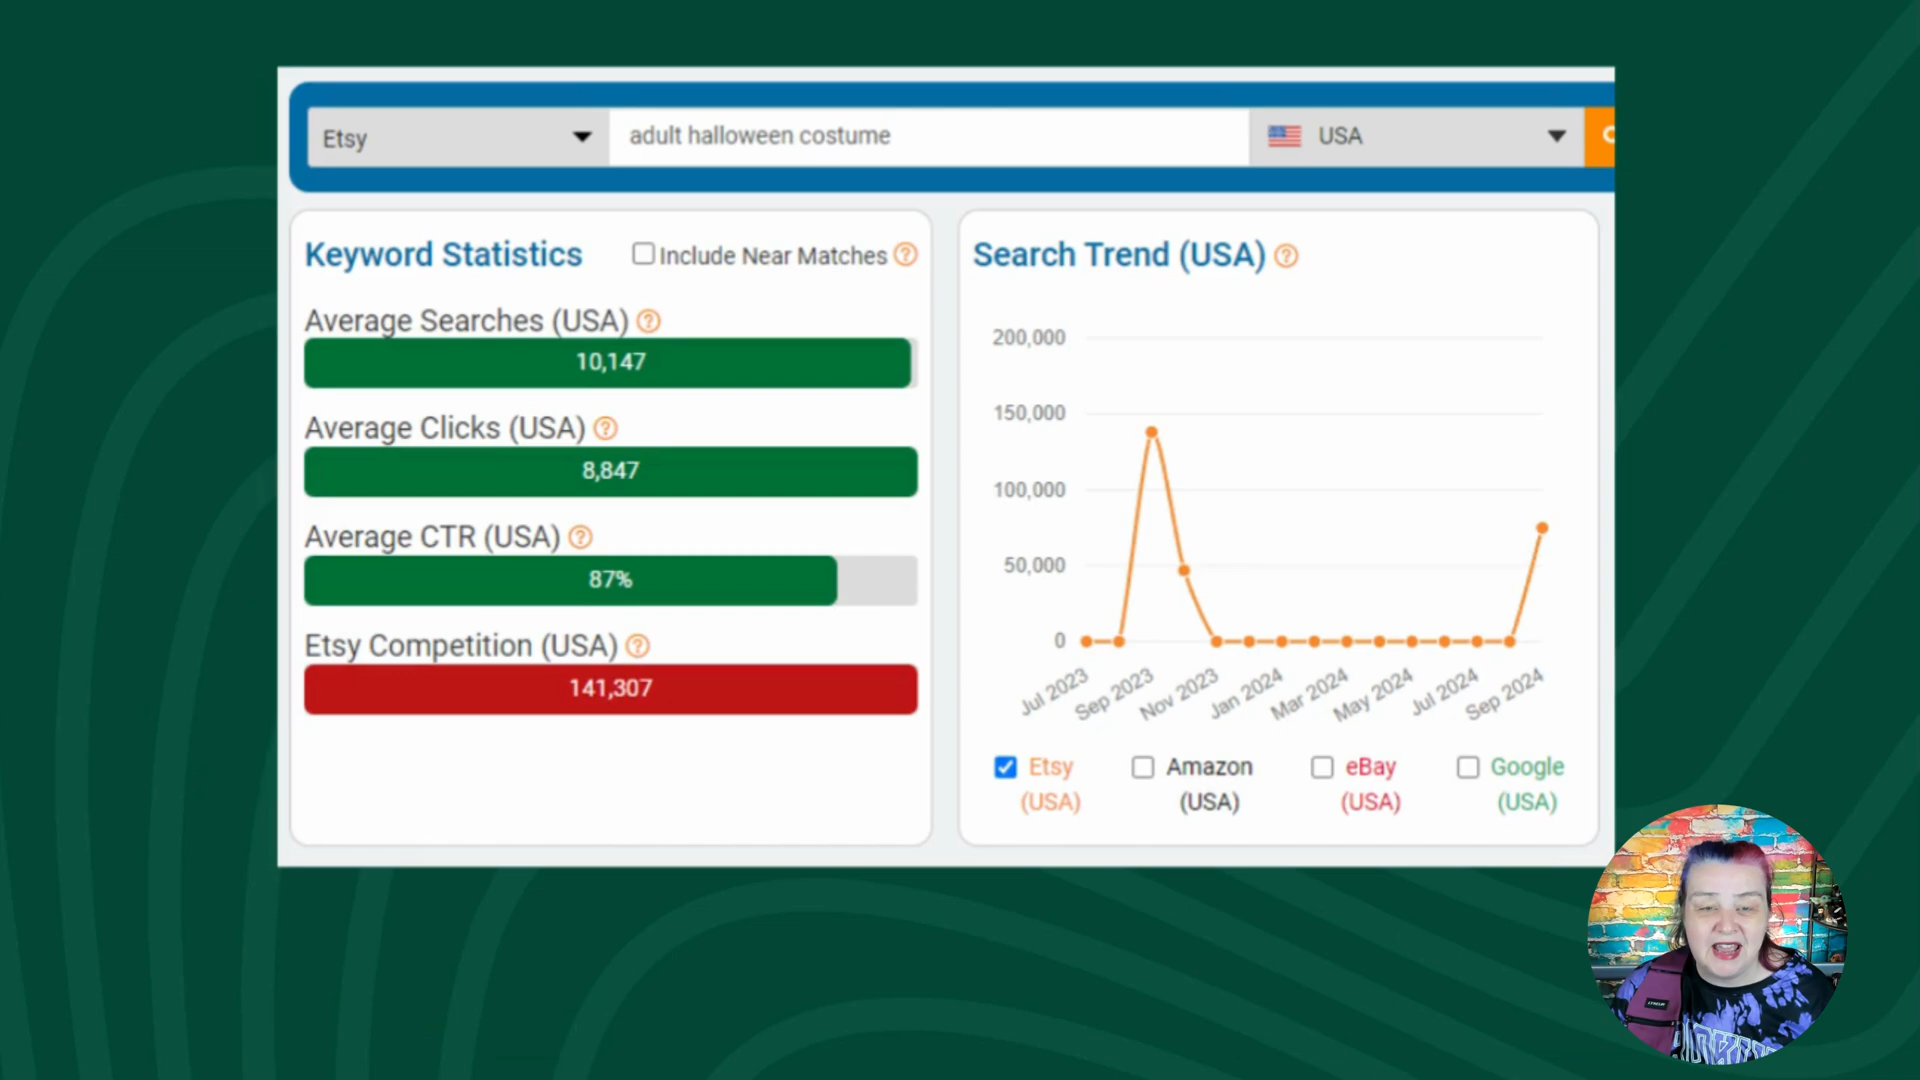 Etsy
adult halloween costume
USA
Keyword Statistics
Include Near Matches ?
Average Searches (USA) ?
10,147
Average Clicks (USA) ?
8,847
Average CTR (USA) ?
87%
Etsy Competition (USA) ?
141,307
Search Trend (USA) ?
200,000
150,000
100,000
50,000
0
Jul 2023
Sep 2023
Nov 2023
Jan 2024
Mar 2024
May 2024
Jul 2024
Sep 2024
Etsy
(USA)
Amazon
(USA)
eBay
(USA)
Google
(USA)